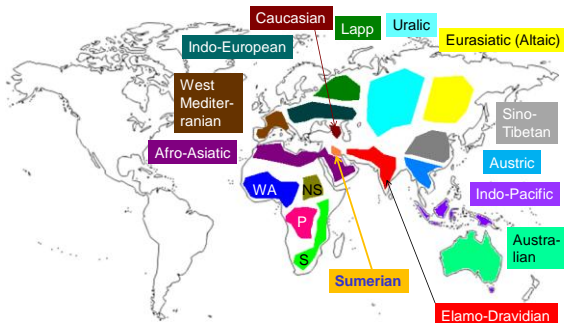 Caucasian
Lapp
Uralic
Indo-European
Eurasiatic (Altaic)
West
Mediter-
ranian
Sino-
Tibetan
Afro-Asiatic
Austric
WA
NS
Indo-Pacific
P
Austra-
lian
S
Sumerian
Elamo-Dravidian